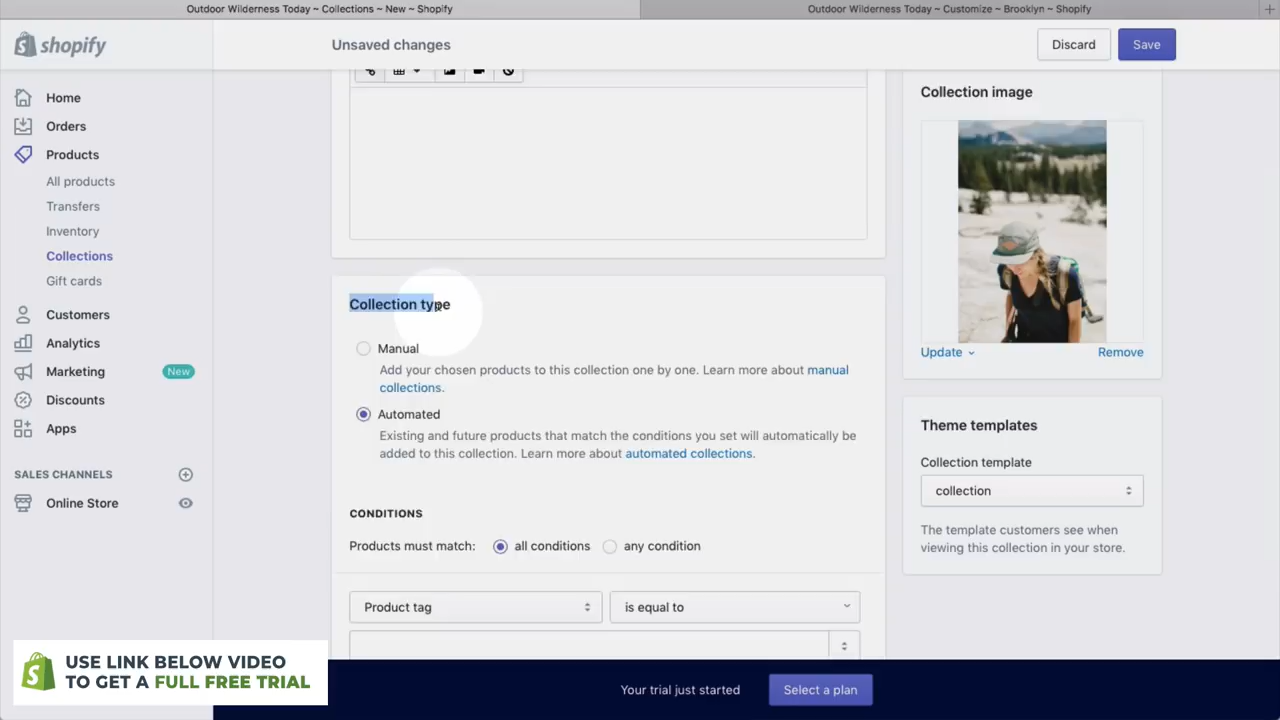 Outdoor Wilderness Today ~ Collections ~ New ~ Shopify
Outdoor Wilderness Today ~ Customize ~ Brooklyn ~ Shopify
shopify
Unsaved changes
Discard
Save
Home
Orders
Products
All products
Transfers
Inventory
Collections
Gift cards
Customers
Analytics
Marketing
New
Discounts
Apps
SALES CHANNELS
Online Store
Collection type
Manual
Add your chosen products to this collection one by one. Learn more about manual
collections.
Automated
Existing and future products that match the conditions you set will automatically be
added to this collection. Learn more about automated collections.
CONDITIONS
Products must match:
all conditions
any condition
Product tag
is equal to
Collection image
Update
Remove
Theme templates
Collection template
collection
The template customers see when
viewing this collection in your store.
USE LINK BELOW VIDEO
TO GET A FULL FREE TRIAL
Your trial just started
Select a plan